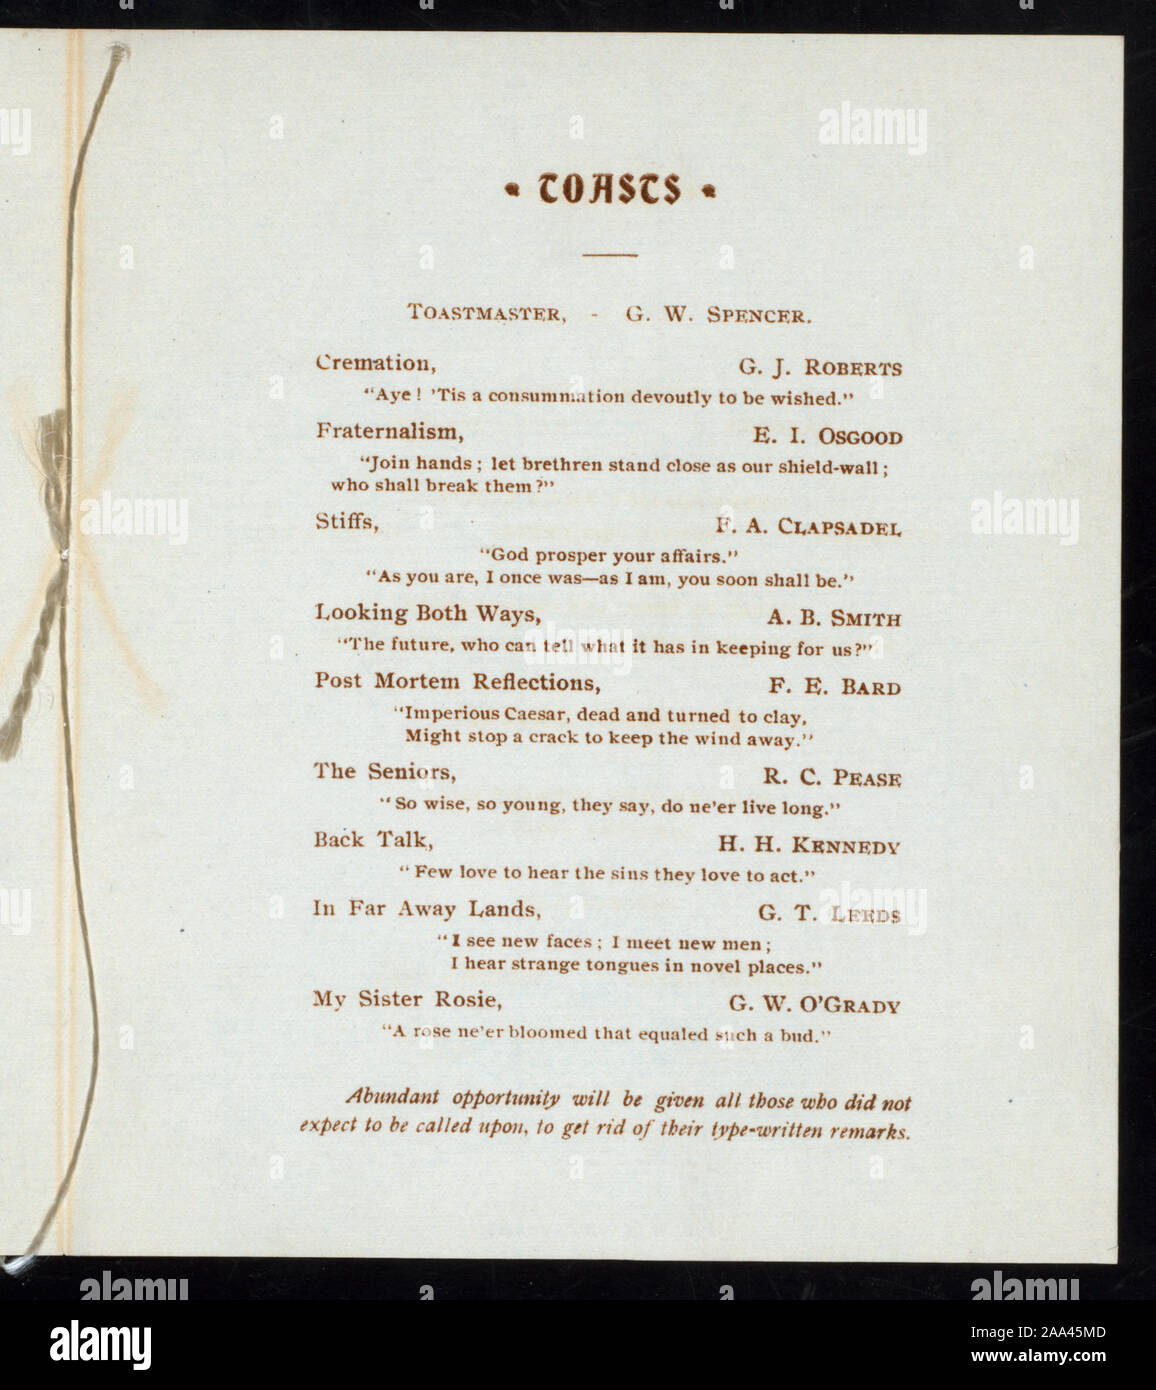 TOASTS
TOASTMASTER, - G. W. SPENCER.
Cremation, G. J. ROBERTS
"Aye! 'Tis a consummation devoutly to be wished."
Fraternalism, E. I. OSGOOD
"Join hands; let brethren stand close as our shield-wall;
who shall break them?"
Stiffs, F. A. CLAPSADEL
"God prosper your affairs."
"As you are, I once was—as I am, you soon shall be."
Looking Both Ways, A. B. SMITH
"The future, who can tell what it has in keeping for us?"
Post Mortem Reflections, F. E. BARD
"Imperious Caesar, dead and turned to clay,
Might stop a crack to keep the wind away."
The Seniors, R. C. PEASE
"So wise, so young, they say, do ne'er live long."
Back Talk, H. H. KENNEDY
"Few love to hear the sins they love to act."
In Far Away Lands, G. T. LEEDS
"I see new faces; I meet new men;
I hear strange tongues in novel places."
My Sister Rosie, G. W. O'GRADY
"A rose ne'er bloomed that equaled such a bud."
Abundant opportunity will be given all those who did not
expect to be called upon, to get rid of their type-written remarks.
alamy
Image ID: 2AA45MD
www.alamy.com